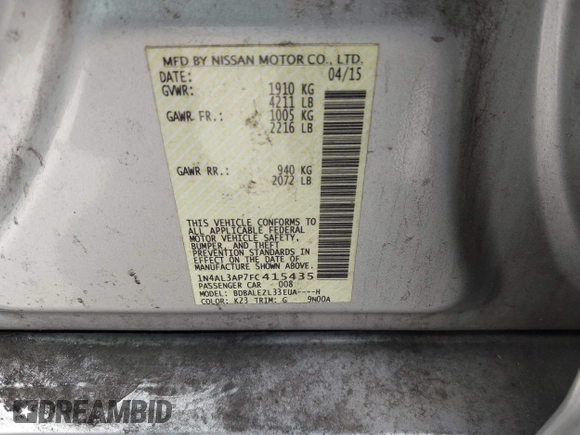 MFD BY NISSAN MOTOR CO., LTD.
DATE: 04/15
GVWR: 1910 KG
4211 LB
GAWR FR.: 1005 KG
2216 LB
GAWR RR.: 940 KG
2072 LB
THIS VEHICLE CONFORMS TO
ALL APPLICABLE FEDERAL
MOTOR VEHICLE SAFETY,
BUMPER, AND THEFT
PREVENTION STANDARDS IN
EFFECT ON THE DATE OF
MANUFACTURE SHOWN ABOVE.
1N4AL3AP7FC415435
PASSENGER CAR 008
MODEL: BDBALEZL33EUA----H
COLOR: K23 TRIM: G 9N00A
DREAMBID